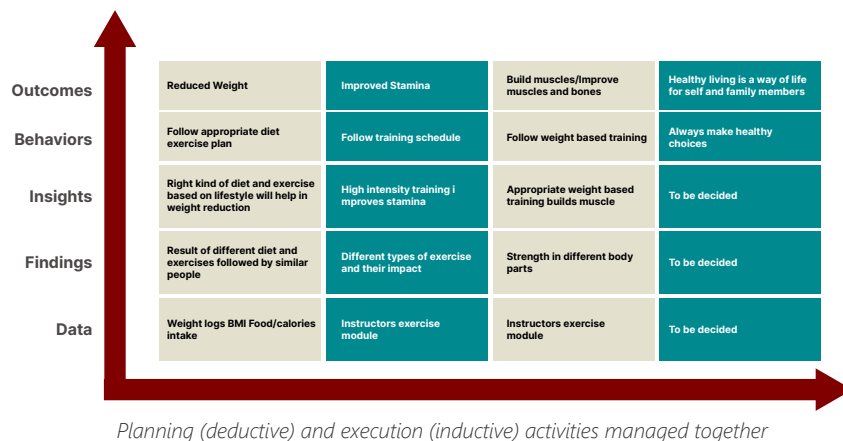 Outcomes
Reduced Weight
Improved Stamina
Build muscles/Improve
muscles and bones
Healthy living is a way of life
for self and family members
Behaviors
Follow appropriate diet
exercise plan
Follow training schedule
Follow weight based training
Always make healthy
choices
Insights
Right kind of diet and exercise
based on lifestyle will help in
weight reduction
High intensity training i
mproves stamina
Appropriate weight based
training builds muscle
To be decided
Findings
Result of different diet and
exercises followed by similar
people
Different types of exercise
and their impact
Strength in different body
parts
To be decided
Data
Weight logs BMI Food/calories
intake
Instructors exercise
module
Instructors exercise
module
To be decided
Planning (deductive) and execution (inductive) activities managed together